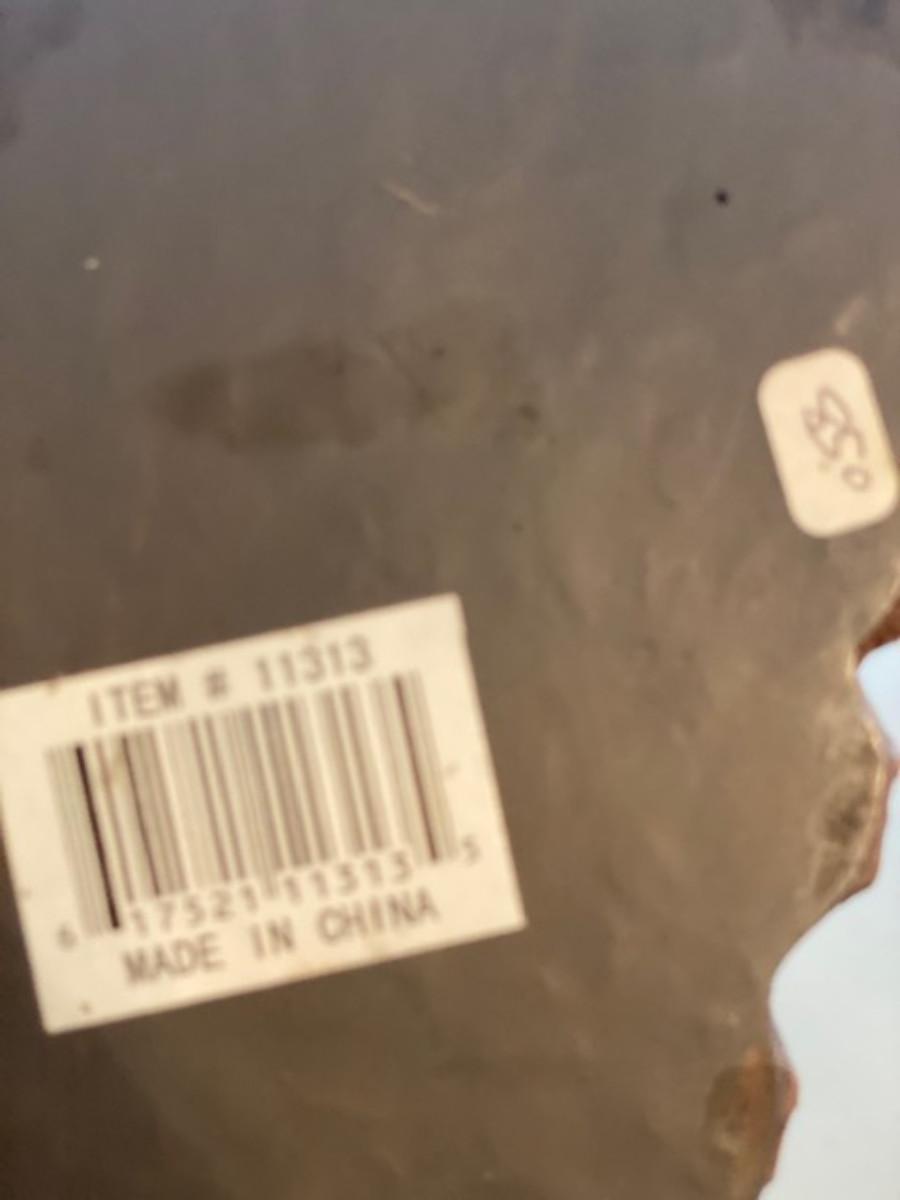 ITEM # 11313
6 17521 11313 5
MADE IN CHINA